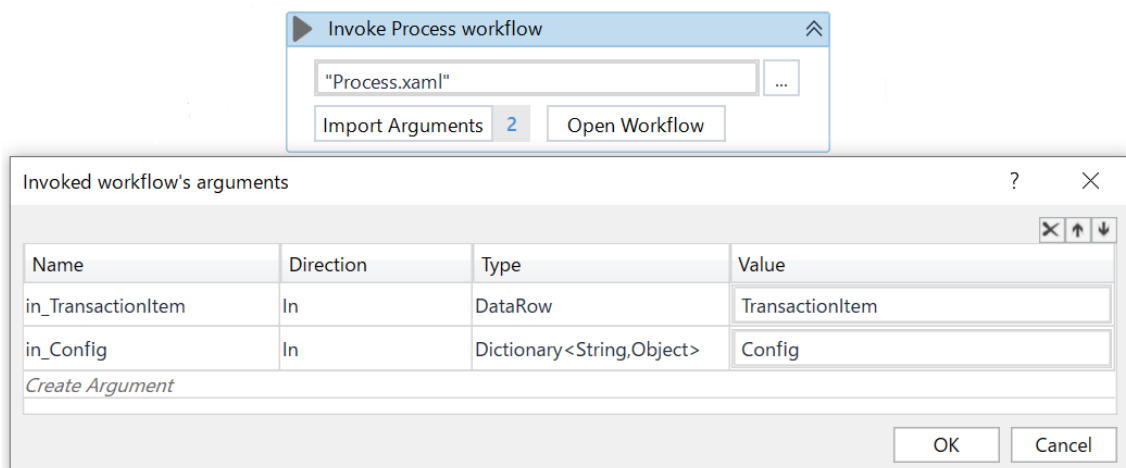 Invoke Process workflow
"Process.xaml"
...
Import Arguments 2 Open Workflow
Invoked workflow's arguments ?
Name Direction Type Value
in_TransactionItem In DataRow TransactionItem
in_Config In Dictionary<String,Object> Config
Create Argument
OK Cancel